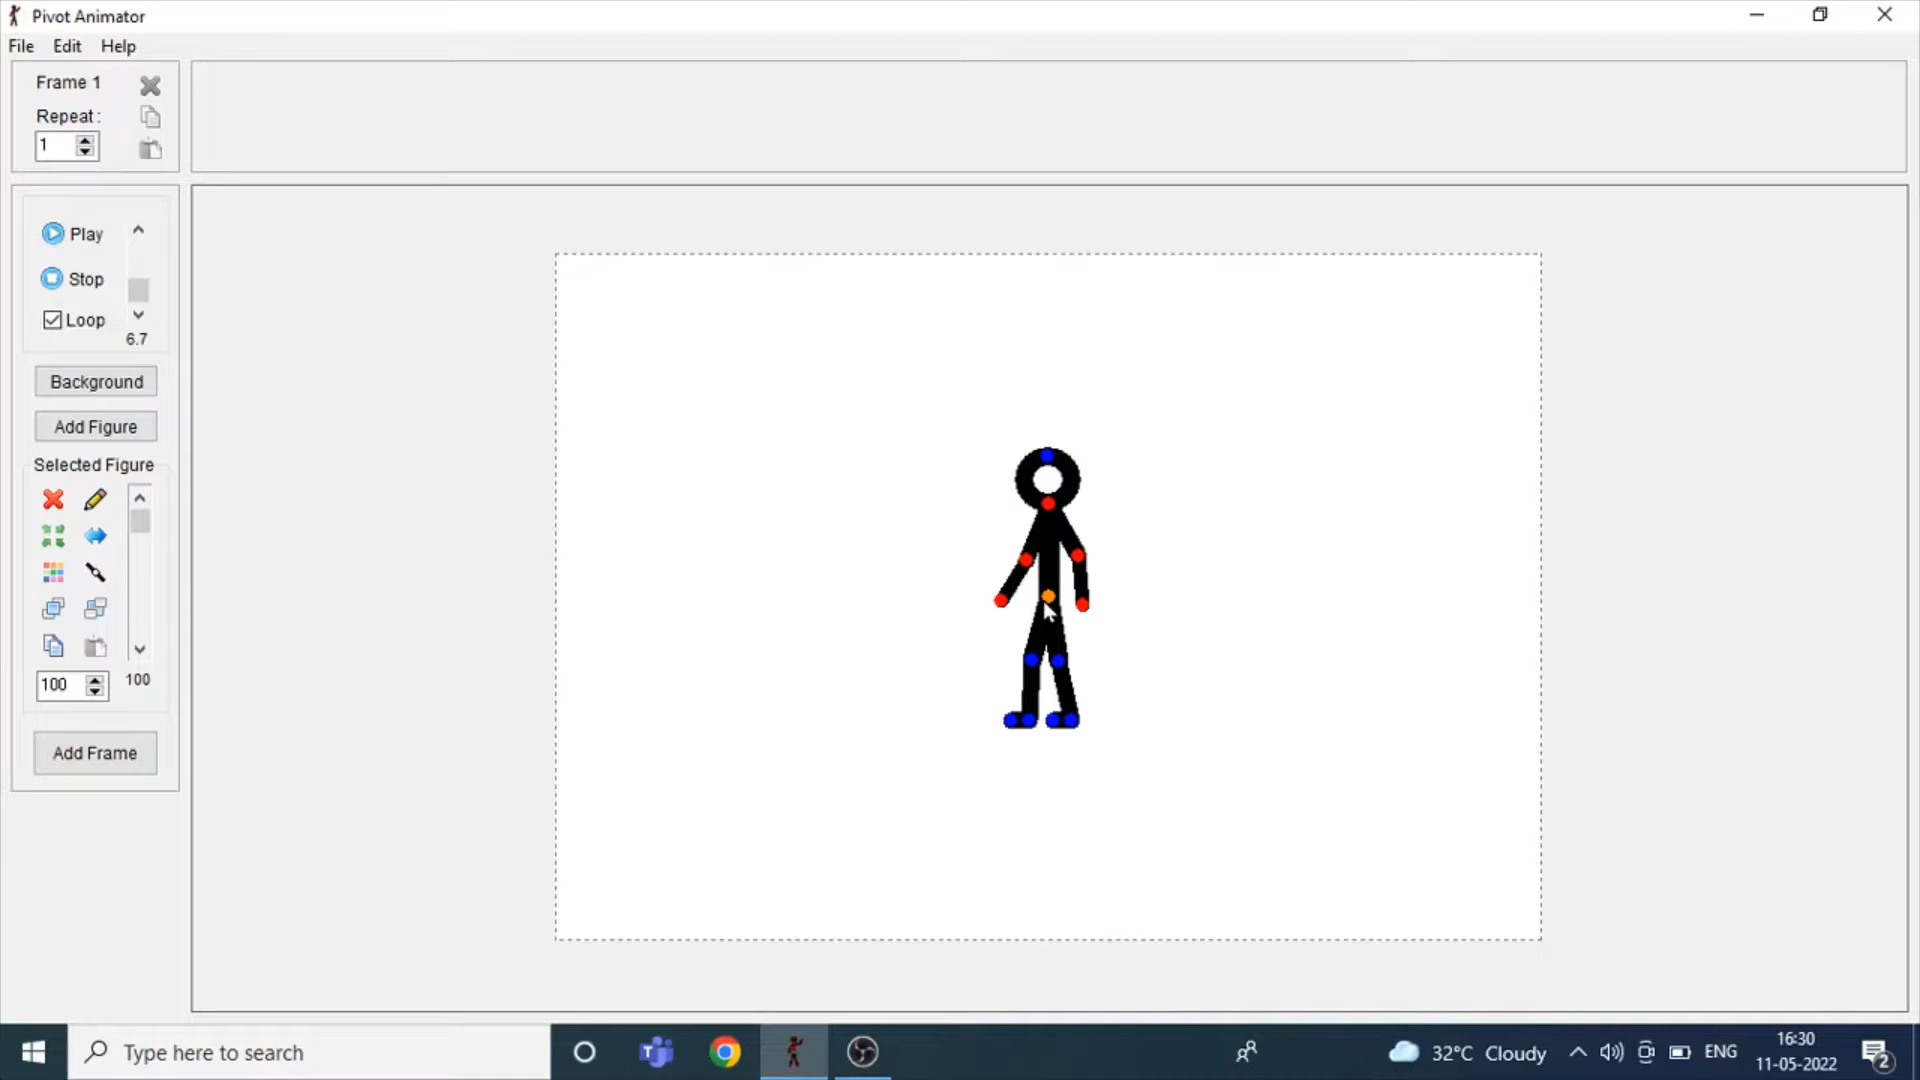 Pivot Animator
File Edit Help
Frame 1
Repeat :
1
Play
Stop
Loop
6.7
Background
Add Figure
Selected Figure
100
100
Add Frame
Type here to search
32°C Cloudy
ENG
16:30
11-05-2022
2